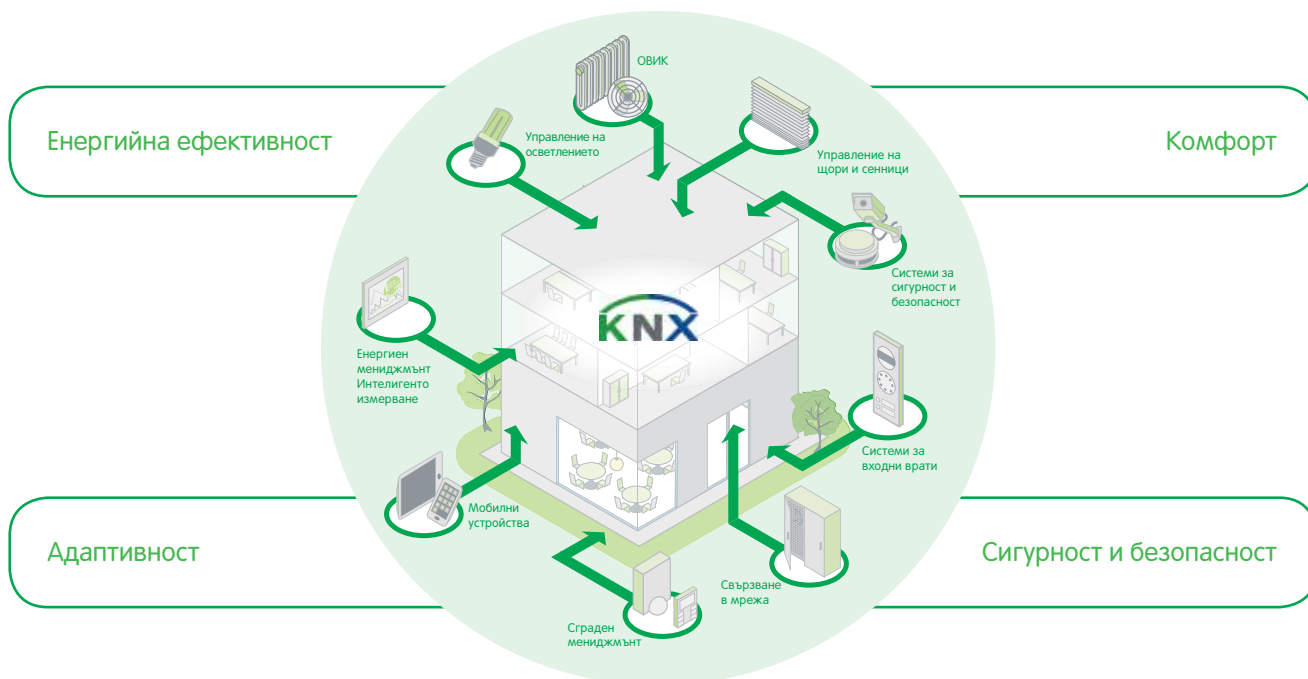 ОВИК
Управление на
осветлението
Управление на
щори и сенници
Енергийна ефективност
Комфорт
Системи за
сигурност и
безопасност
KNX
Енергиен
мениджмънт
Интелигенто
измерване
Системи за
входни врати
Мобилни
устройства
Адаптивност
Сигурност и безопасност
Свързване
в мрежа
Сграден
мениджмънт